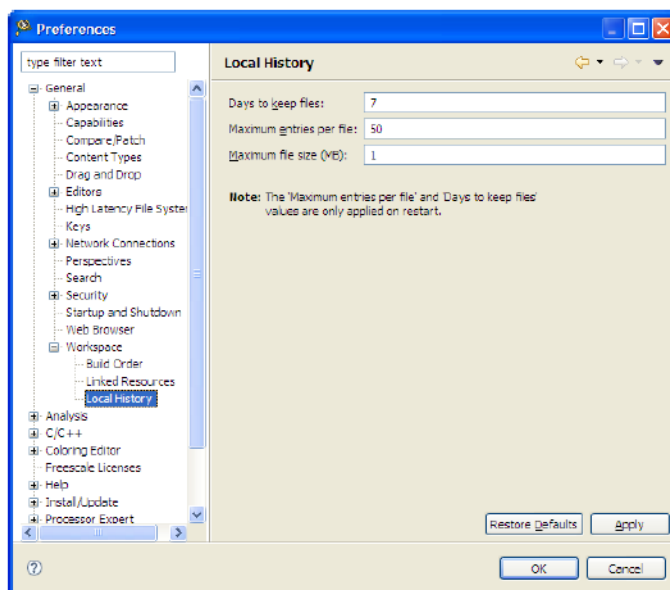 Preferences
type filter text
Local History
General
Appearance
Capabilities
Compare/Patch
Content Types
Drag and Drop
Editors
High Latency File System
Keys
Network Connections
Perspectives
Search
Security
Startup and Shutdown
Web Browser
Workspace
Build Order
Linked Resources
Local History
Analysis
C/C++
Coloring Editor
Freescale Licenses
Help
Install/Update
Processor Expert
Days to keep files: 7
Maximum entries per file: 50
Maximum file size (MB): 1
Note: The 'Maximum entries per file' and 'Days to keep files'
values are only applied on restart.
Restore Defaults Apply
? OK Cancel